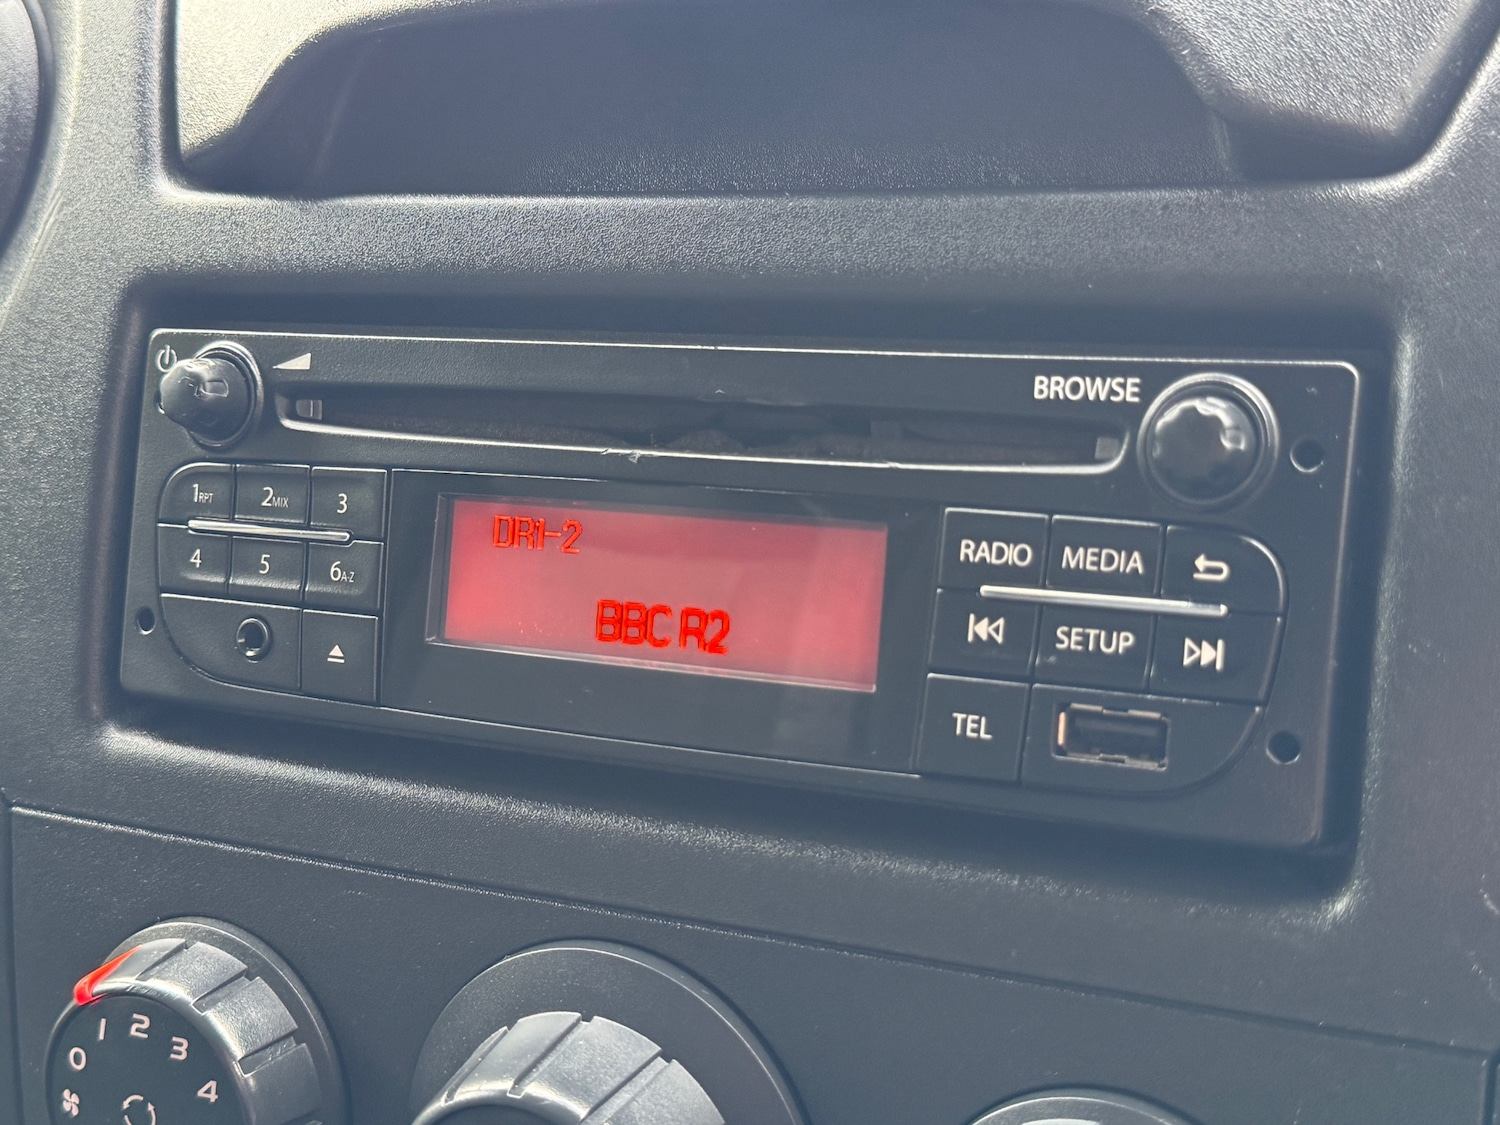 BROWSE
1RPT 2MIX 3
4 5 6A-Z
DR1-2
BBC R2
RADIO MEDIA
SETUP
TEL
0 1 2 3 4